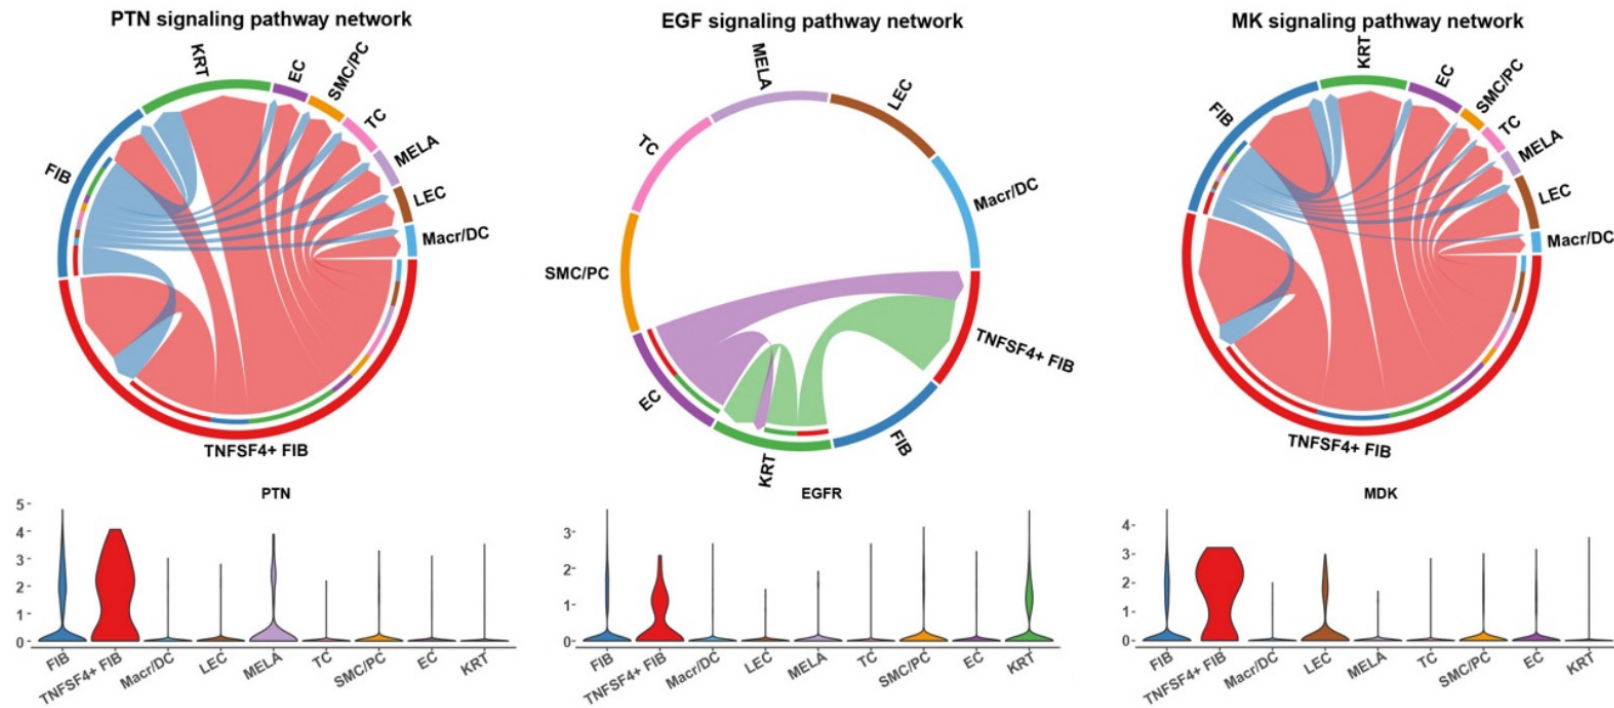 PTN signaling pathway network
EGF signaling pathway network
MK signaling pathway network
KRT
EC
SMC/PC
TC
MELA
LEC
Macr/DC
FIB
TNFSF4+ FIB
MELA
LEC
TC
Macr/DC
SMC/PC
TNFSF4+ FIB
EC
FIB
KRT
KRT
EC
SMC/PC
TC
MELA
LEC
Macr/DC
FIB
TNFSF4+ FIB
PTN
5
4
3
2
1
0
FIB
TNFSF4+ FIB
Macr/DC
LEC
MELA
TC
SMC/PC
EC
KRT
EGFR
3
2
1
0
FIB
TNFSF4+ FIB
Macr/DC
LEC
MELA
TC
SMC/PC
EC
KRT
MDK
4
3
2
1
0
FIB
TNFSF4+ FIB
Macr/DC
LEC
MELA
TC
SMC/PC
EC
KRT